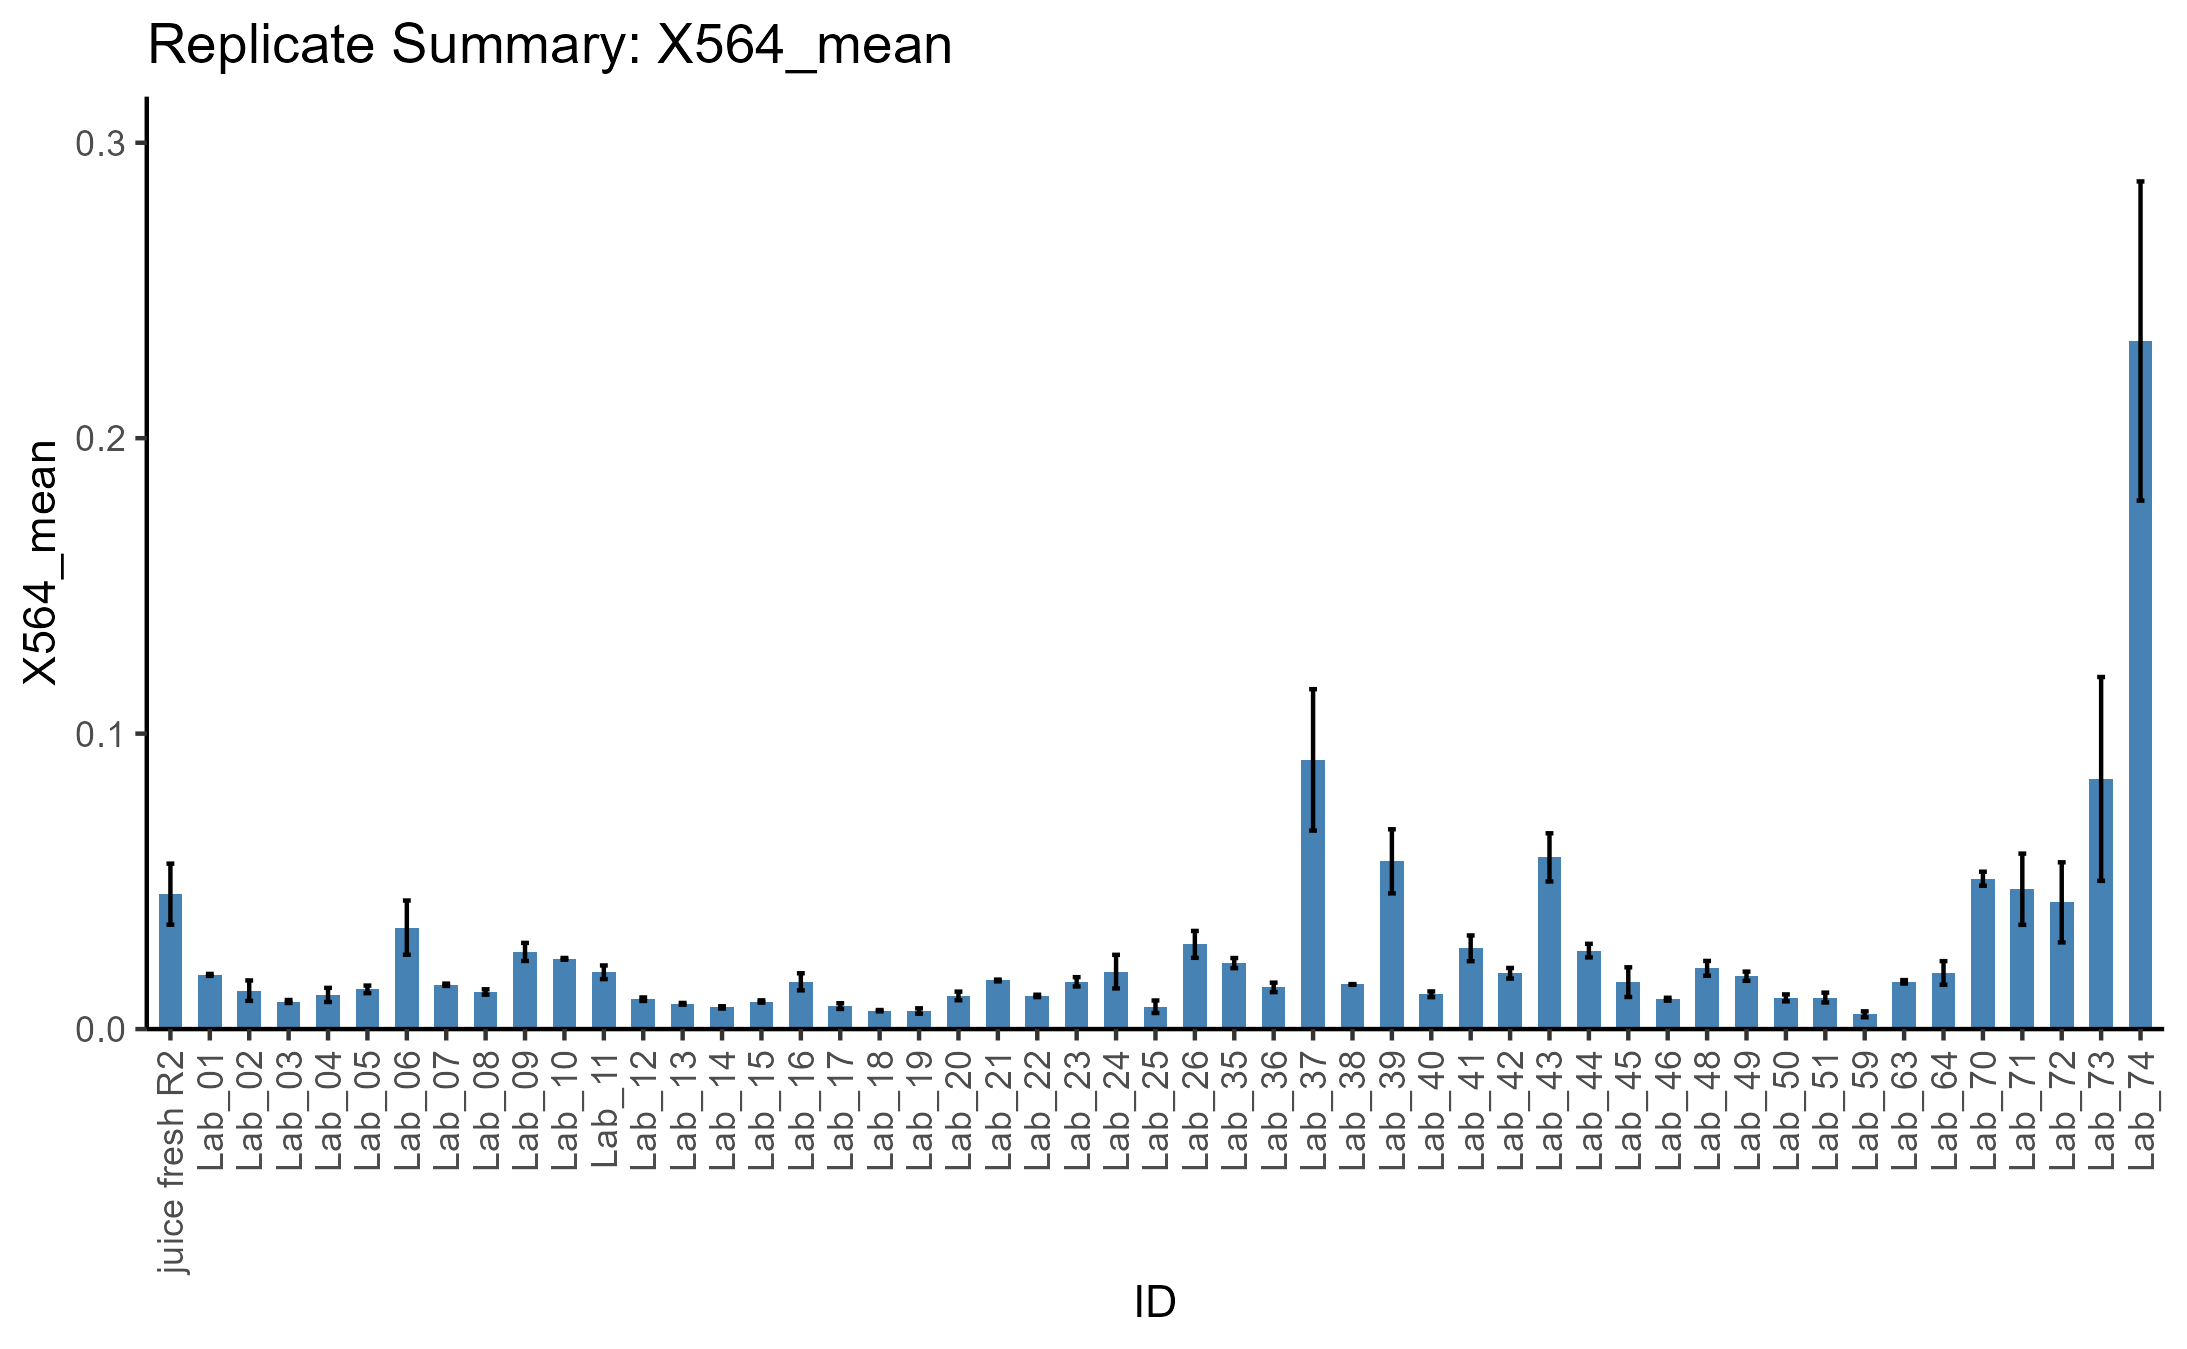 Replicate Summary: X564_mean
X564_mean
0.3
0.2
0.1
0.0
juice fresh R2
Lab_01
Lab_02
Lab_03
Lab_04
Lab_05
Lab_06
Lab_07
Lab_08
Lab_09
Lab_10
Lab_11
Lab_12
Lab_13
Lab_14
Lab_15
Lab_16
Lab_17
Lab_18
Lab_19
Lab_20
Lab_21
Lab_22
Lab_23
Lab_24
Lab_25
Lab_26
Lab_35
Lab_36
Lab_37
Lab_38
Lab_39
Lab_40
Lab_41
Lab_42
Lab_43
Lab_44
Lab_45
Lab_46
Lab_48
Lab_49
Lab_50
Lab_51
Lab_59
Lab_63
Lab_64
Lab_70
Lab_71
Lab_72
Lab_73
Lab_74
ID